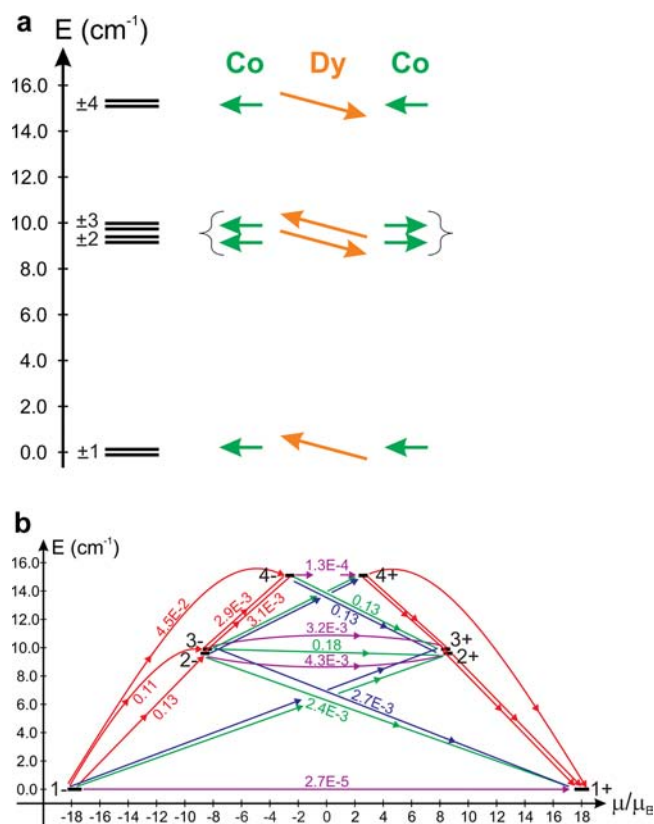 a
E (cm⁻¹)
Co Dy Co
16.0
±4
14.0
12.0
10.0
±3
±2
8.0
6.0
4.0
2.0
0.0
±1
b
E (cm⁻¹)
16.0
14.0
12.0
10.0
8.0
6.0
4.0
2.0
0.0
4- 1.3E-4 4+
4.5E-2
2.9E-3
3.1E-3
0.13
0.13
3- 3.2E-3 3+
2- 0.18 2+
4.3E-3
0.11
0.13
2.7E-3
2.4E-3
1- 2.7E-5 1+
-18 -16 -14 -12 -10 -8 -6 -4 -2 0 2 4 6 8 10 12 14 16 18 μ/μB